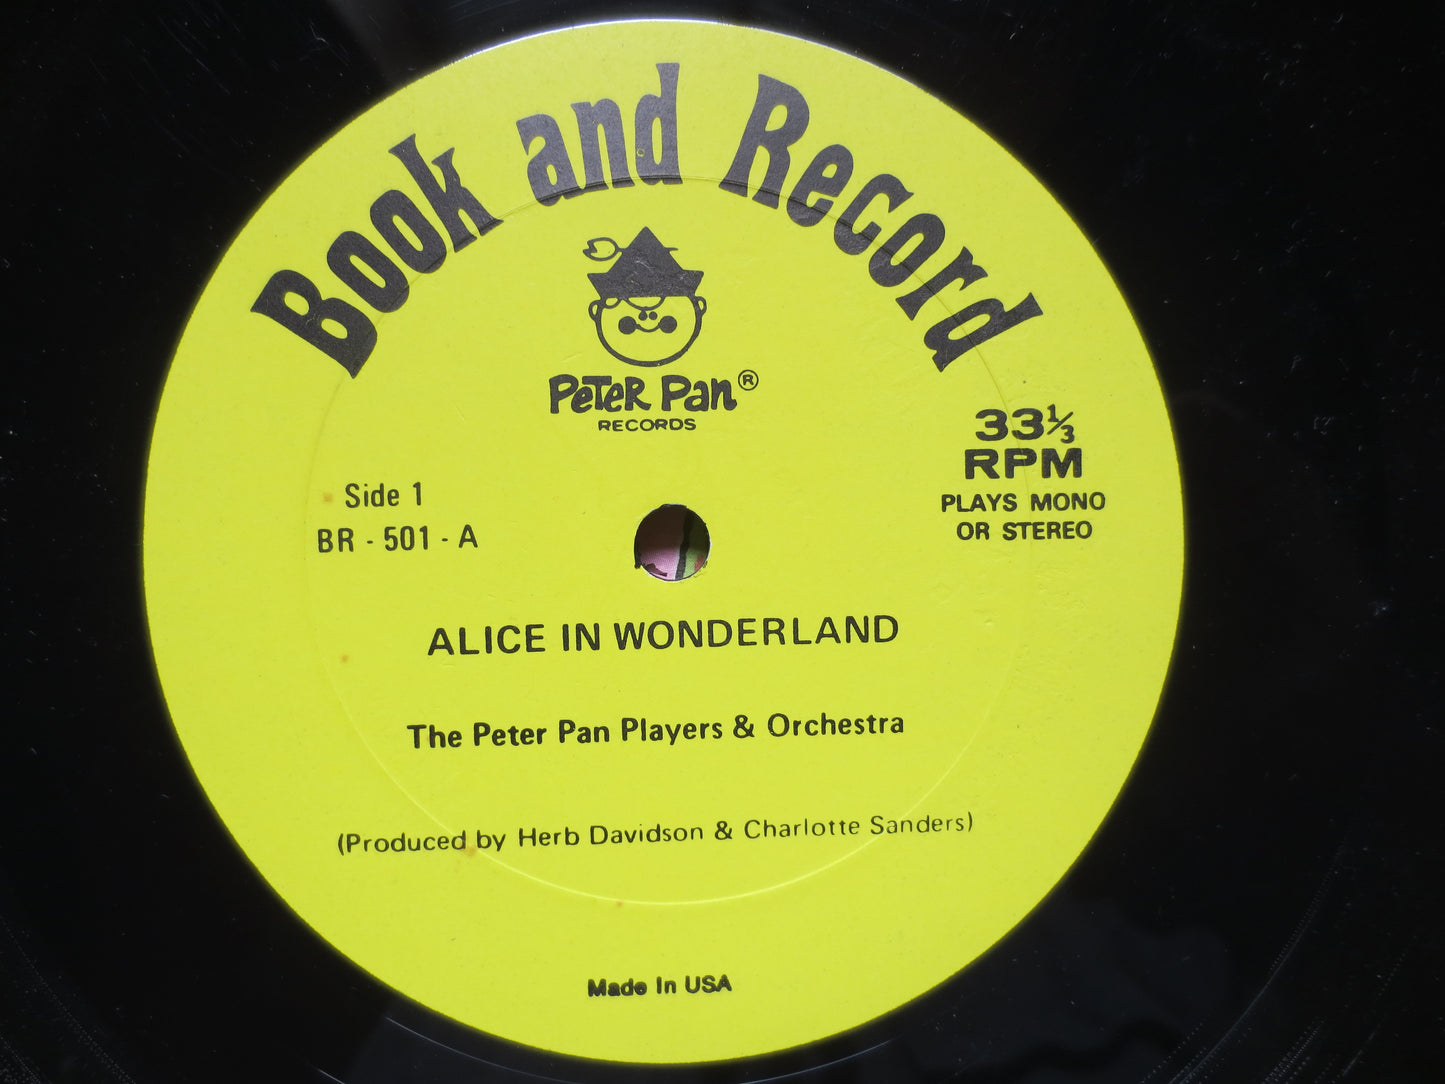 Book and Record
PETER PAN®
RECORDS
33⅓
RPM
PLAYS MONO
OR STEREO
Side 1
BR - 501 - A
ALICE IN WONDERLAND
The Peter Pan Players & Orchestra
(Produced by Herb Davidson & Charlotte Sanders)
Made In USA